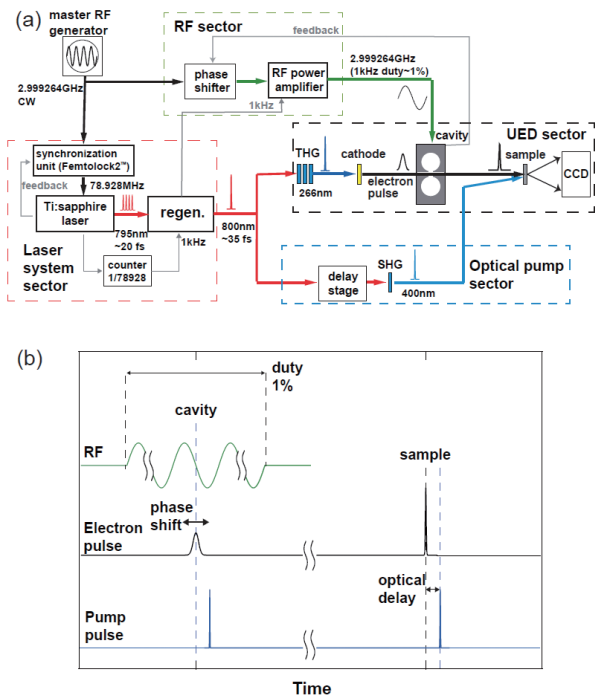 (a)
master RF
generator
RF sector
feedback
2.999264GHz
CW
phase
shifter
RF power
amplifier
2.999264GHz
(1kHz duty~1%)
1kHz
cavity
UED sector
synchronization
unit (Femtolock2™)
THG
cathode
sample
CCD
electron
pulse
266nm
feedback
78.928MHz
Ti:sapphire
laser
regen.
795nm
~20 fs
800nm
~35 fs
1kHz
Laser
system
sector
counter
1/78928
delay
stage
SHG
400nm
Optical pump
sector
(b)
duty
1%
cavity
RF
sample
phase
shift
Electron
pulse
optical
delay
Pump
pulse
Time